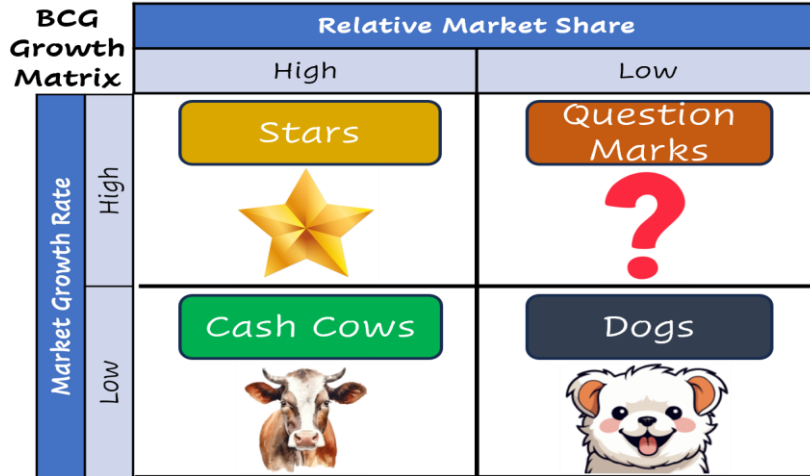 BCG
Growth
Matrix
Relative Market Share
High
Low
Market Growth Rate
High
Stars
Question
Marks
?
Low
Cash Cows
Dogs